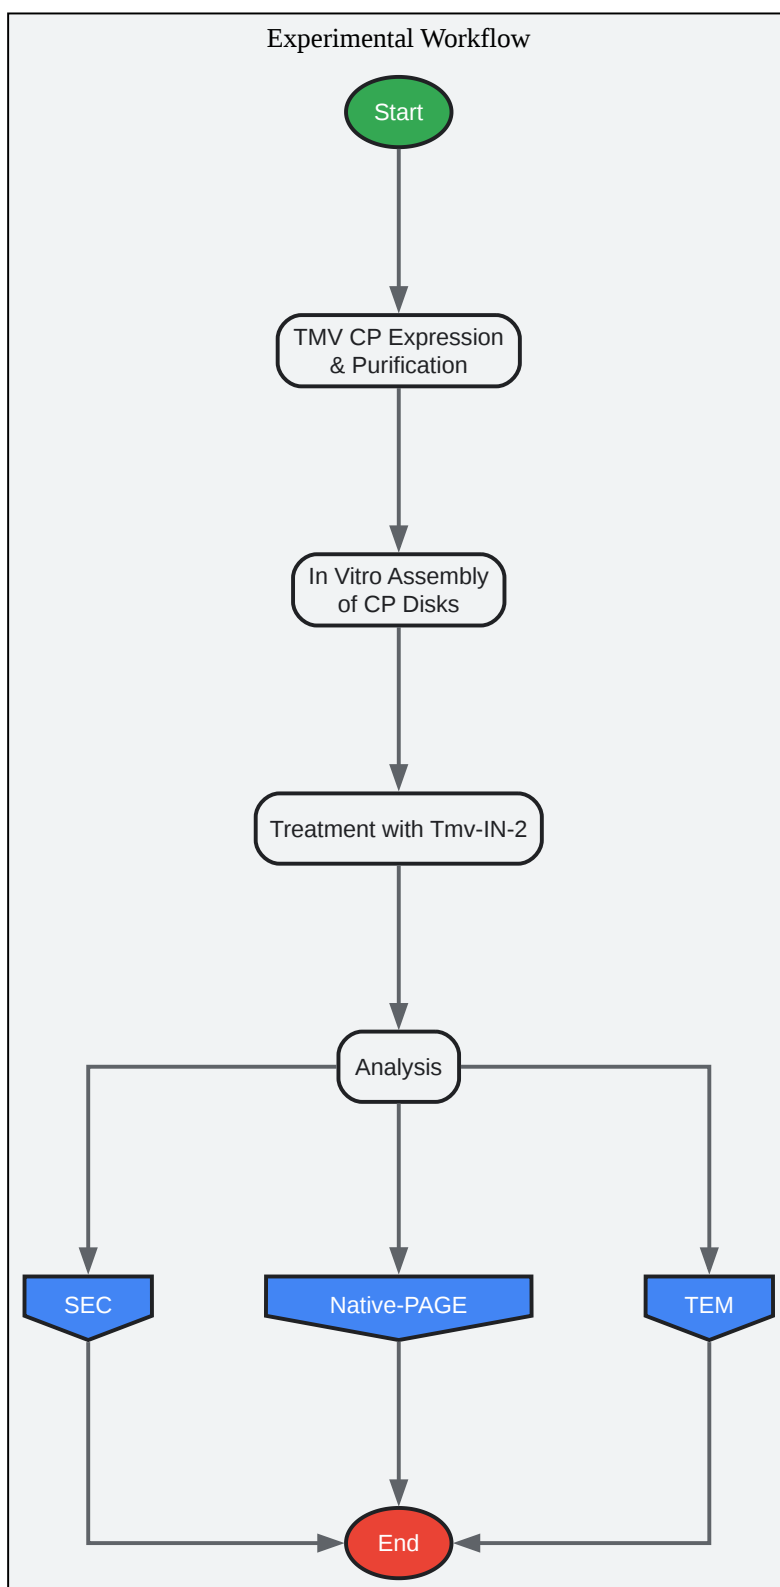 Experimental Workflow
Start
TMV CP Expression
& Purification
In Vitro Assembly
of CP Disks
Treatment with Tmv-IN-2
Analysis
SEC
Native-PAGE
TEM
End